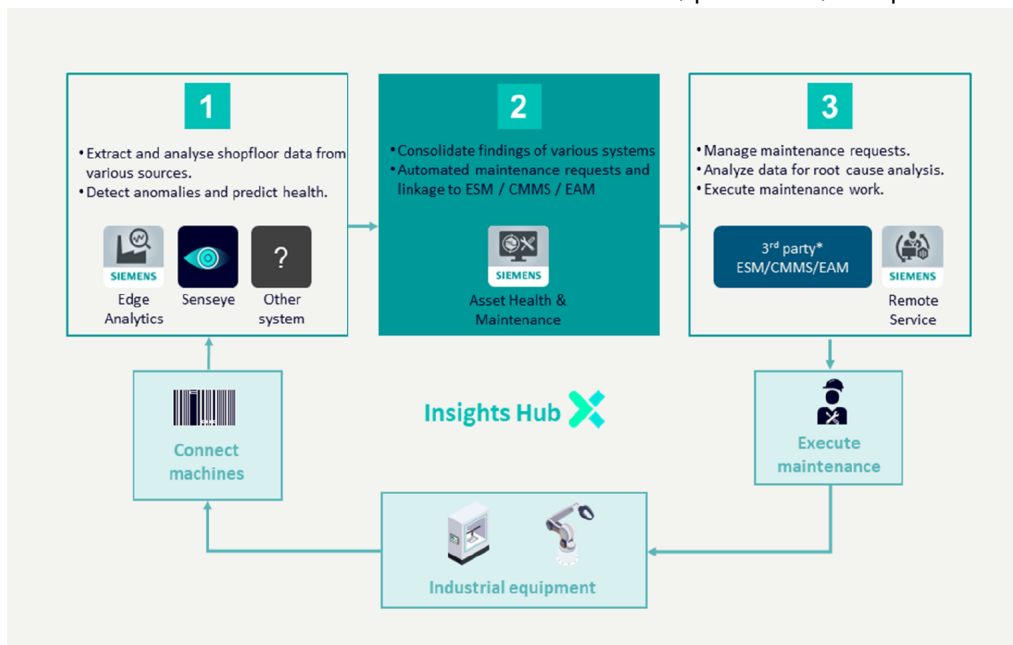 1
• Extract and analyse shopfloor data from
various sources.
• Detect anomalies and predict health.
SIEMENS
Edge
Analytics
Senseye
?
Other
system
2
• Consolidate findings of various systems
• Automated maintenance requests and
linkage to ESM / CMMS / EAM
SIEMENS
Asset Health &
Maintenance
3
• Manage maintenance requests.
• Analyze data for root cause analysis.
• Execute maintenance work.
3rd party*
ESM/CMMS/EAM
SIEMENS
Remote
Service
Connect
machines
Insights Hub
Execute
maintenance
Industrial equipment